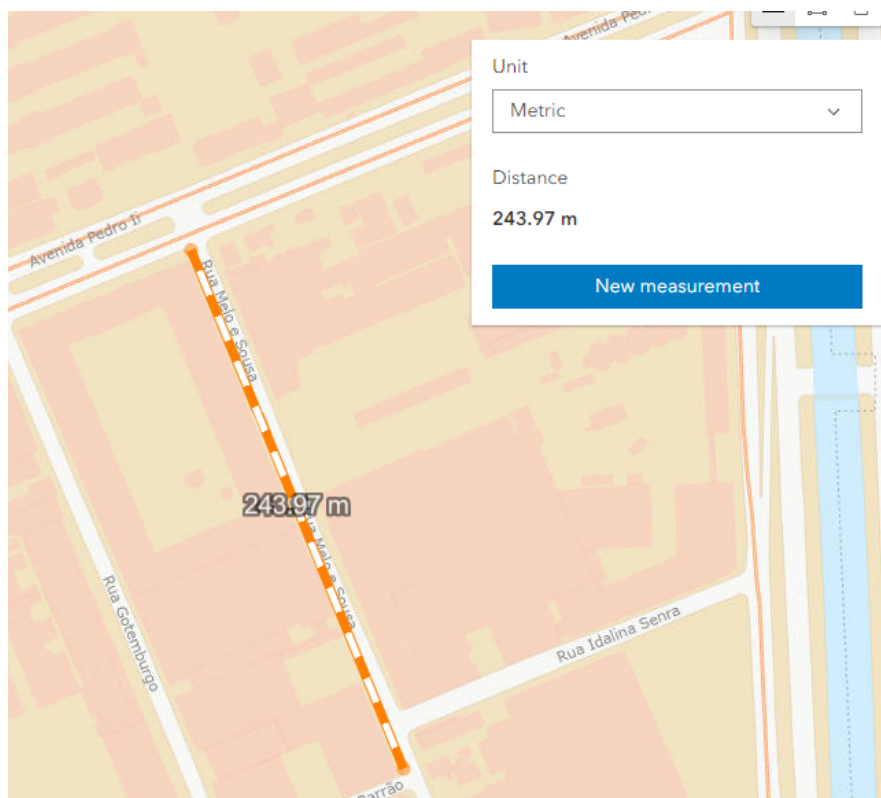 Avenida Pedro
Unit
Metric
Distance
243.97 m
New measurement
Avenida Pedro Ii
Rua Melo e Sousa
243.97 m
Rua Melo e Sousa
Rua Gotemburgo
Rua Idalina Senra